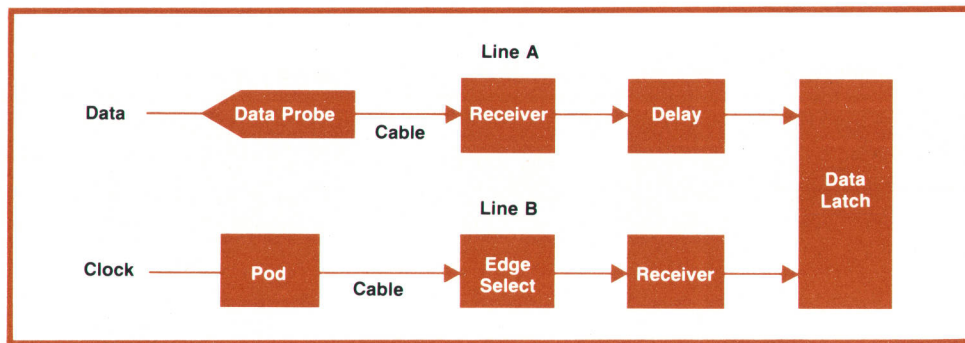 Line A
Data
Data Probe
Cable
Receiver
Delay
Data
Latch
Line B
Clock
Pod
Cable
Edge
Select
Receiver